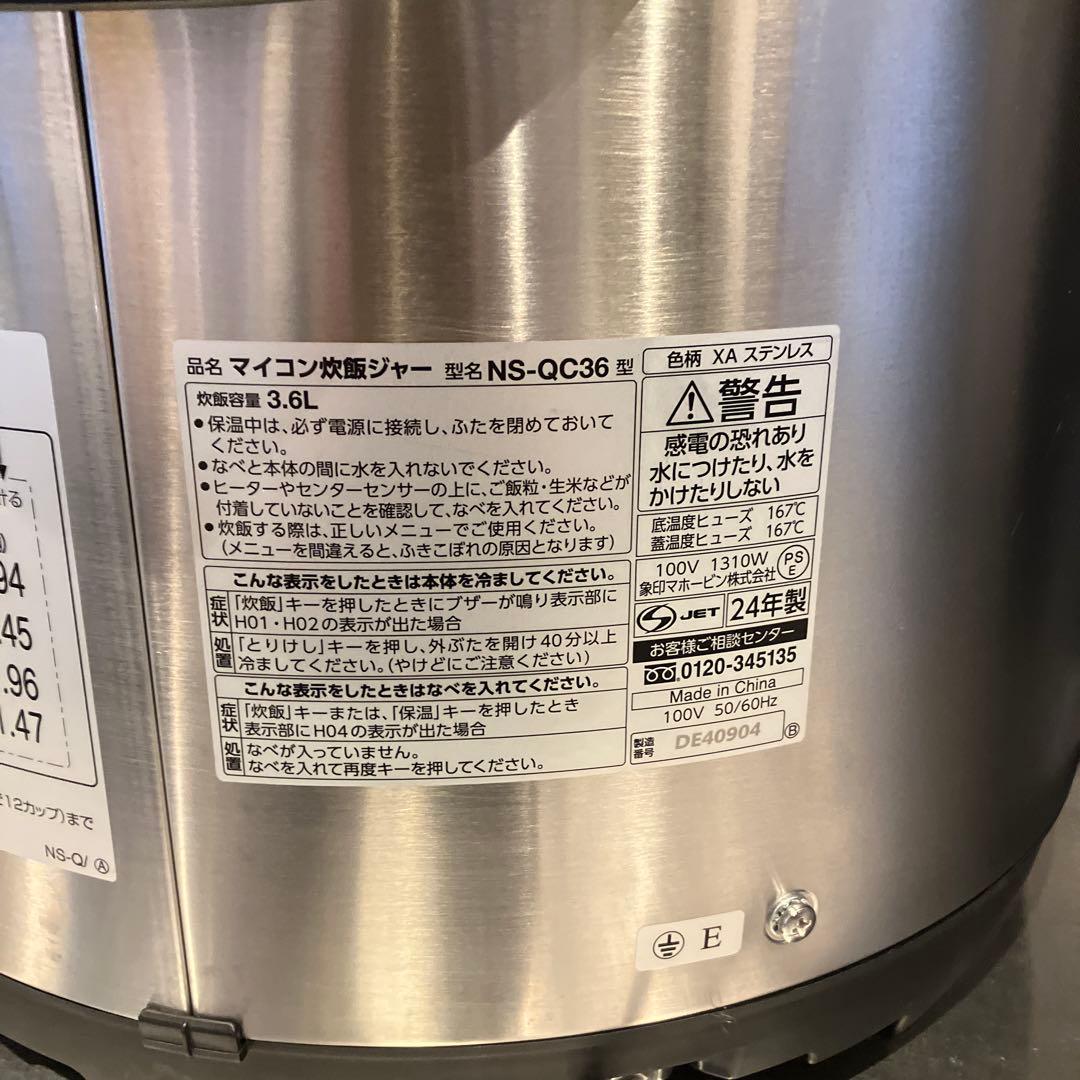 ける
94
.45
.96
1.47
12カップ)まで
NS-Q/ Ⓐ
品名 マイコン炊飯ジャー 型名 NS-QC36 型
炊飯容量 3.6L
•保温中は、必ず電源に接続し、ふたを閉めておいて
ください。
•なべと本体の間に水を入れないでください。
•ヒーターやセンターセンサーの上に、ご飯粒・生米などが
付着していないことを確認して、なべを入れてください。
•炊飯する際は、正しいメニューでご使用ください。
(メニューを間違えると、ふきこぼれの原因となります)
こんな表示をしたときは本体を冷ましてください。
症状 「炊飯」キーを押したときにブザーが鳴り表示部に
H01・H02の表示が出た場合
処置 「とりけし」キーを押し、外ぶたを開け40分以上
冷ましてください。(やけどにご注意ください)
こんな表示をしたときはなべを入れてください。
症状 「炊飯」キーまたは、「保温」キーを押したとき
表示部にH04の表示が出た場合
処置 なべが入っていません。
なべを入れて再度キーを押してください。
色柄 XA ステンレス
警告
感電の恐れあり
水につけたり、水を
かけたりしない
底温度ヒューズ 167℃
蓋温度ヒューズ 167℃
100V 1310W
象印マホービン株式会社
PS
E
JET 24年製
お客様ご相談センター
0120-345135
Made in China
100V 50/60Hz
製造番号 DE40904 Ⓑ
E